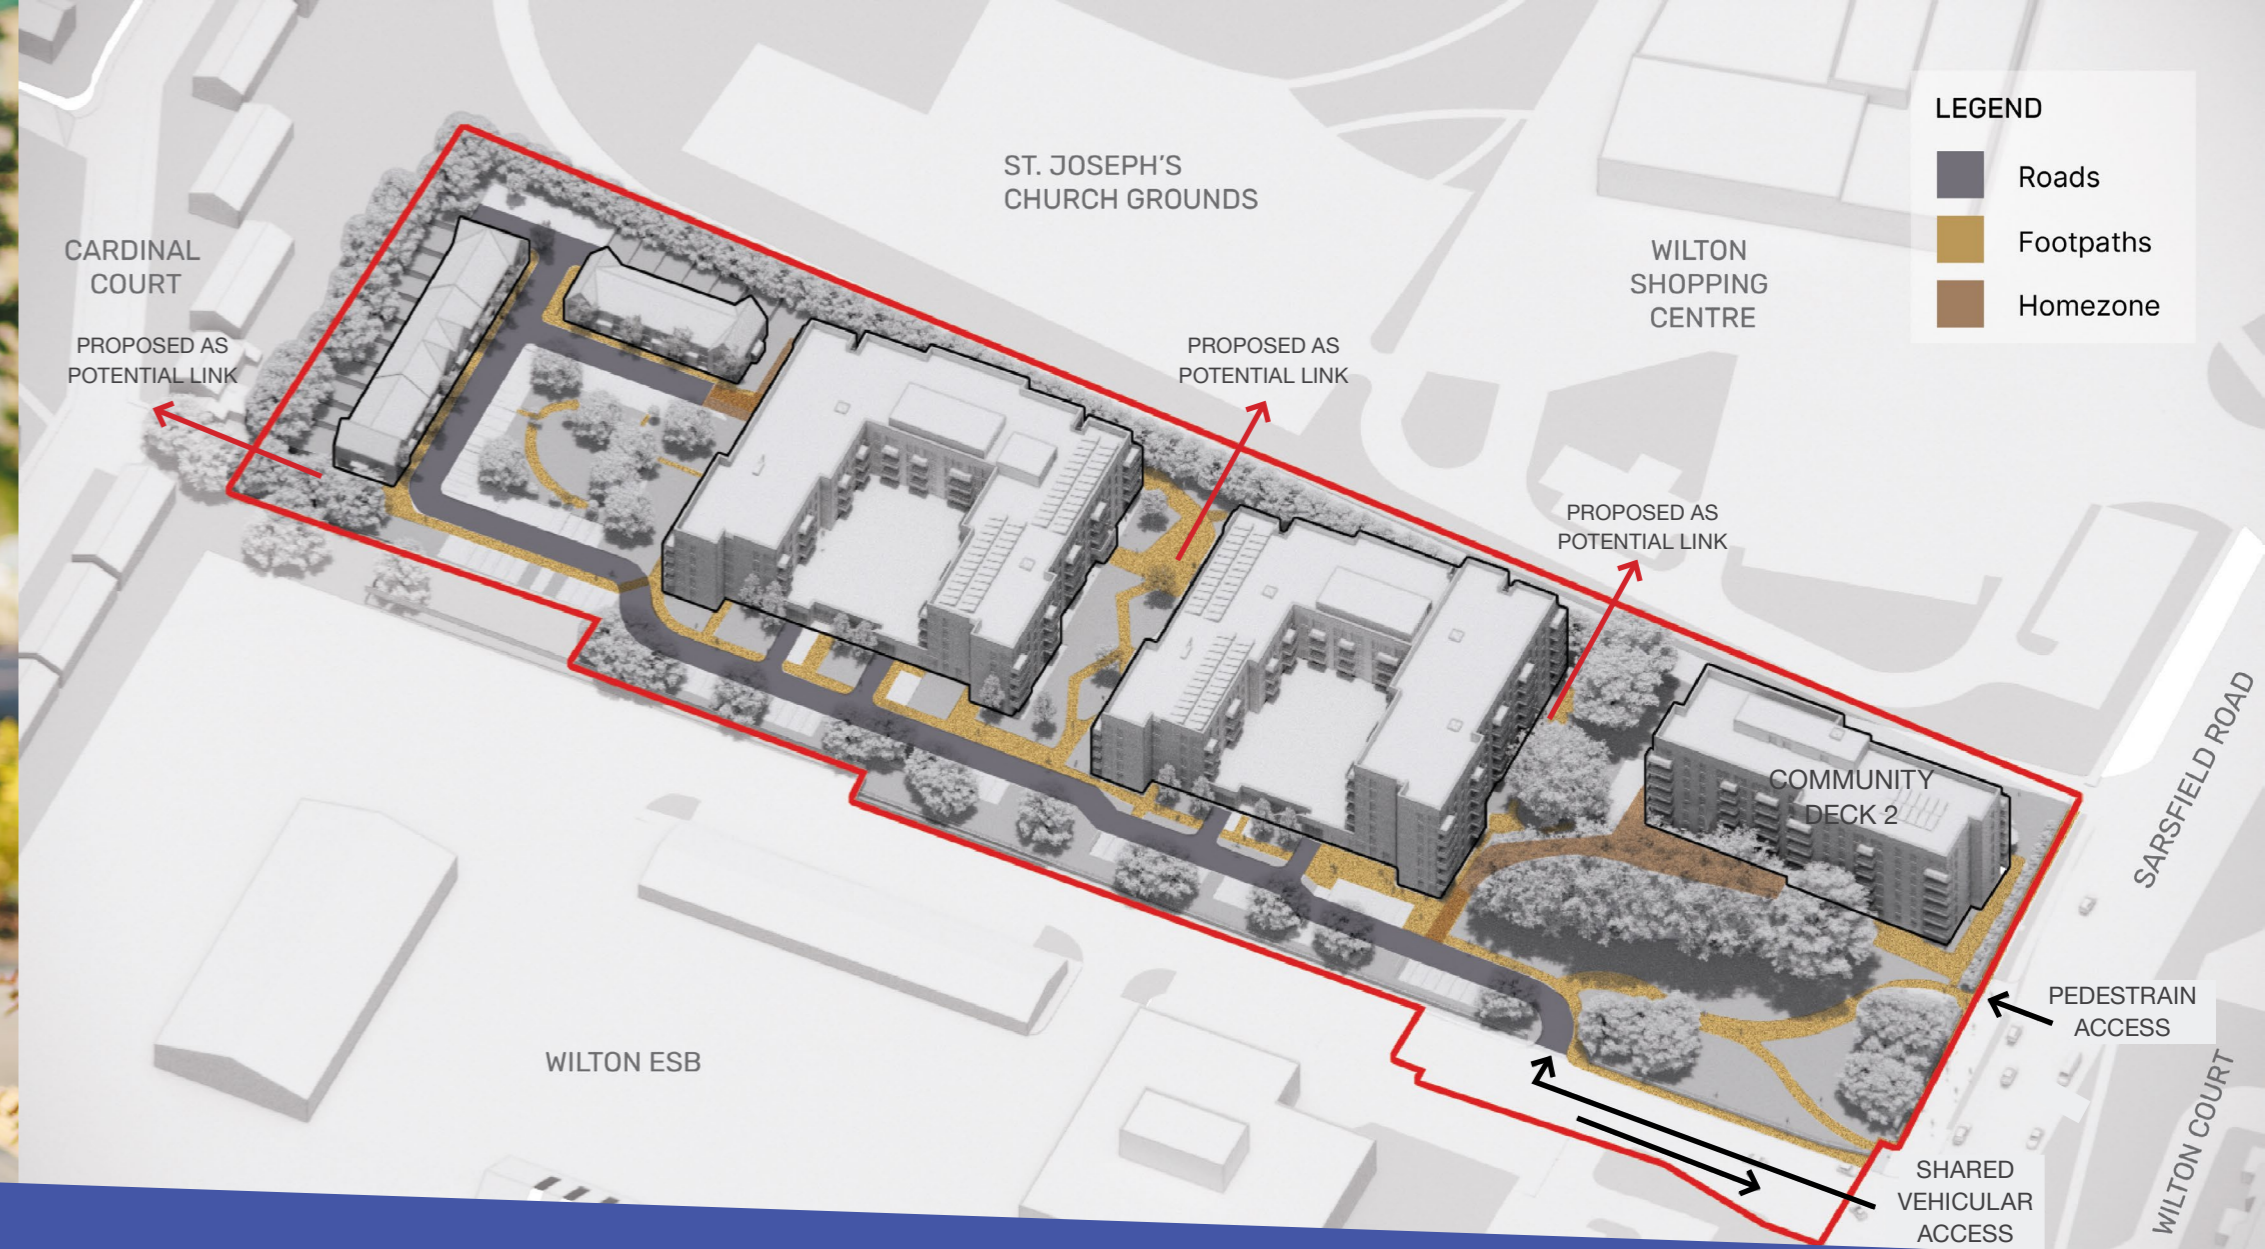 LEGEND
Roads
Footpaths
Homezone
ST. JOSEPH'S
CHURCH GROUNDS
WILTON
SHOPPING
CENTRE
CARDINAL
COURT
PROPOSED AS
POTENTIAL LINK
PROPOSED AS
POTENTIAL LINK
PROPOSED AS
POTENTIAL LINK
COMMUNITY
DECK 2
SARSFIELD ROAD
PEDESTRAIN
ACCESS
WILTON ESB
WILTON COURT
SHARED
VEHICULAR
ACCESS